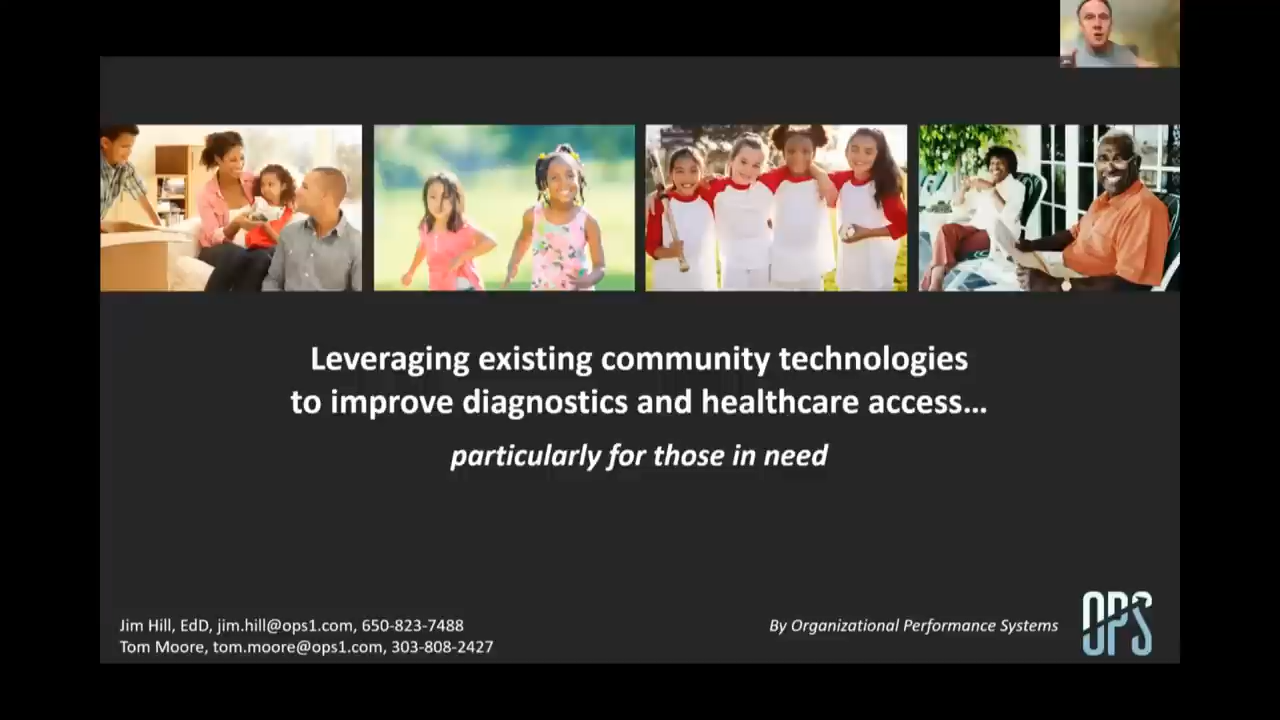 Leveraging existing community technologies
to improve diagnostics and healthcare access...
particularly for those in need
Jim Hill, EdD, jim.hill@ops1.com, 650-823-7488
Tom Moore, tom.moore@ops1.com, 303-808-2427
By Organizational Performance Systems
OPS